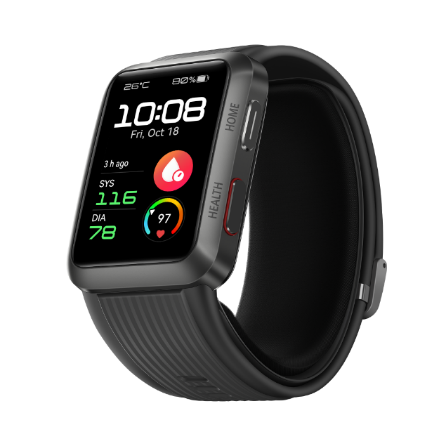 26°C 80%
10:08
Fri, Oct 18
3 h ago
SYS
116
DIA
78
97
HOME
HEALTH